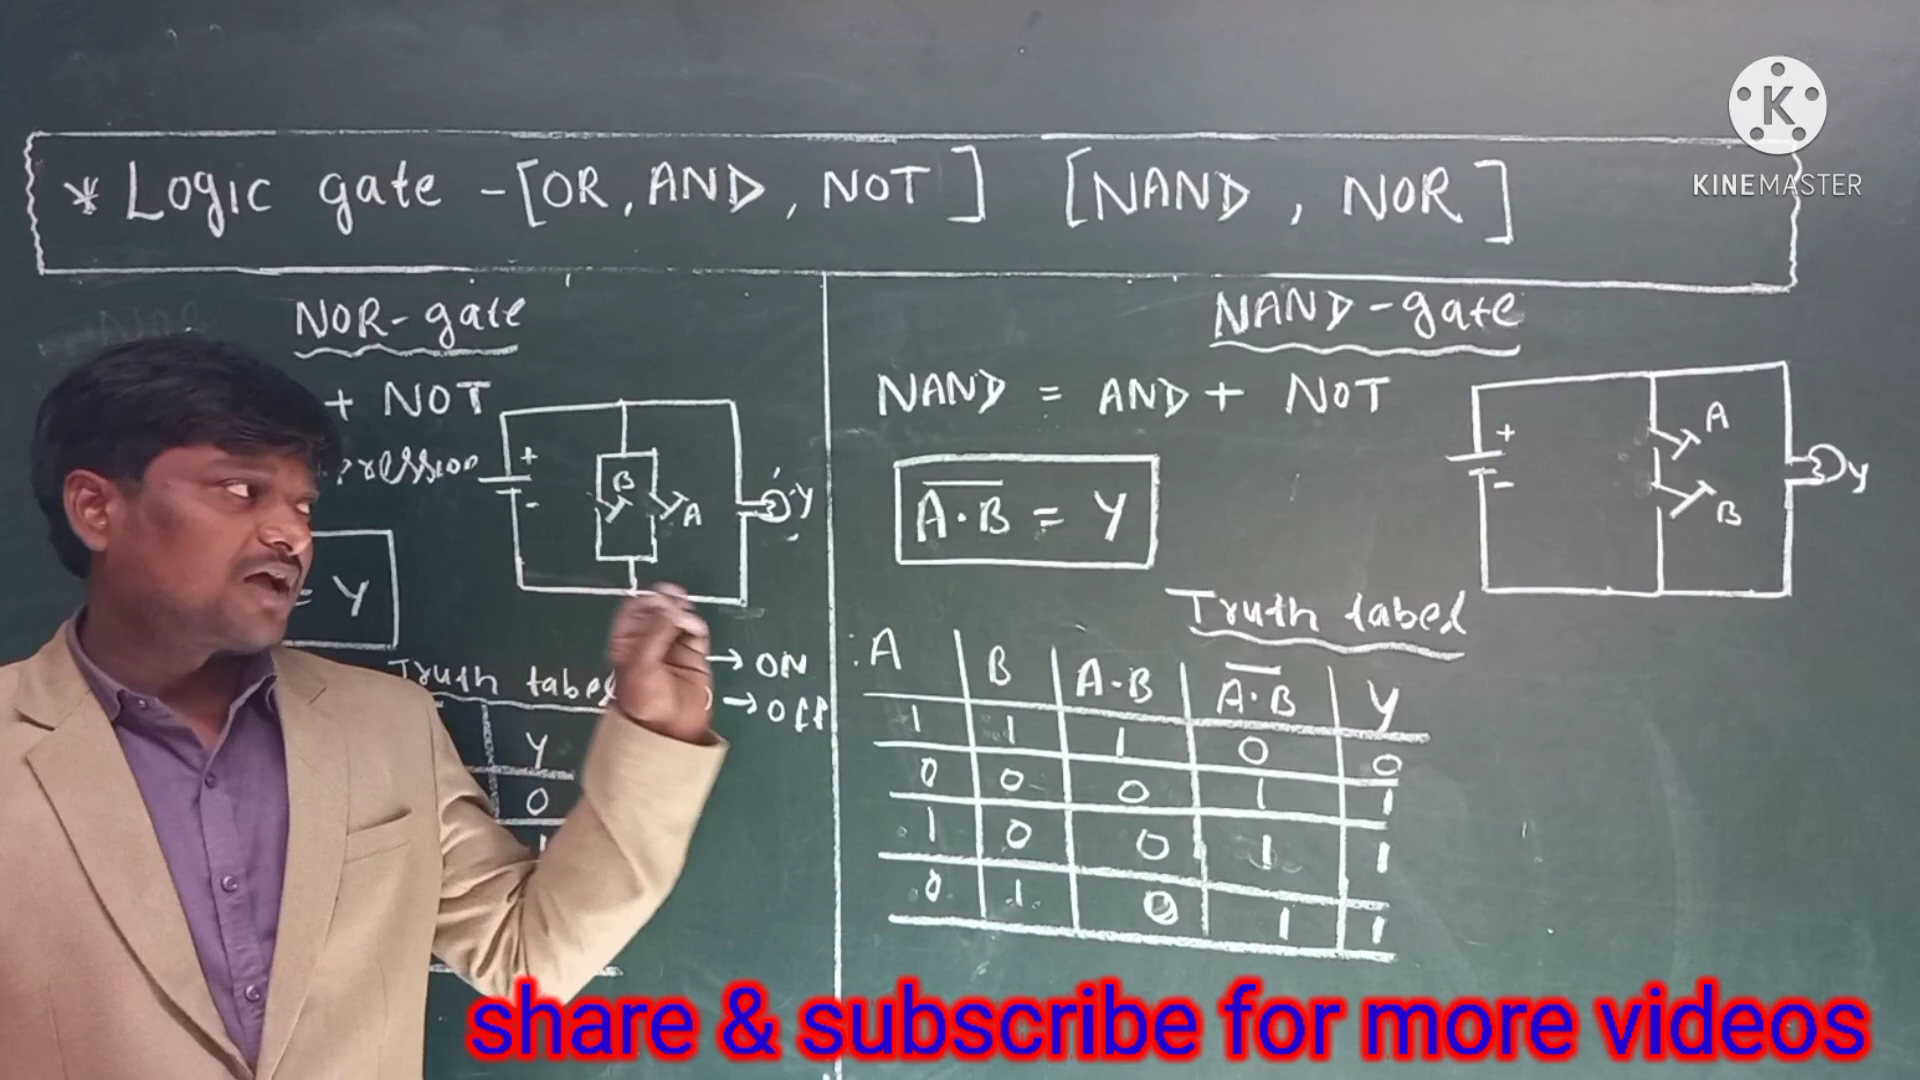 * Logic gate - [OR, AND, NOT] [NAND, NOR]
KINEMASTER
NOR-gate
+ NOT
+
-
B
A
Y
= Y
Truth tabel
→ ON
→ OFF
Y
0
1
NAND-gate
NAND = AND + NOT
A̅·̅B̅ = Y
+
-
A
B
Y
Truth tabel
A B A·B A̅·̅B̅ Y
1 1 1 0 0
0 0 0 1 1
1 0 0 1 1
0 1 0 1 1
share & subscribe for more videos